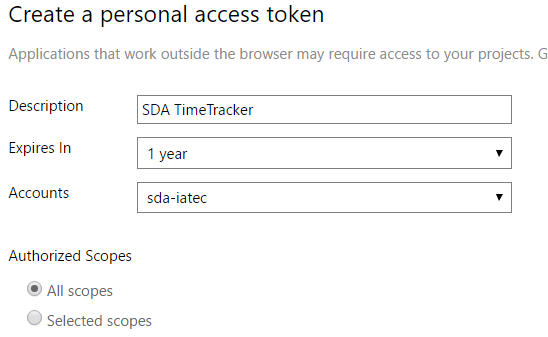 Create a personal access token
Applications that work outside the browser may require access to your projects. G
Description SDA TimeTracker
Expires In 1 year
Accounts sda-iatec
Authorized Scopes
All scopes
Selected scopes